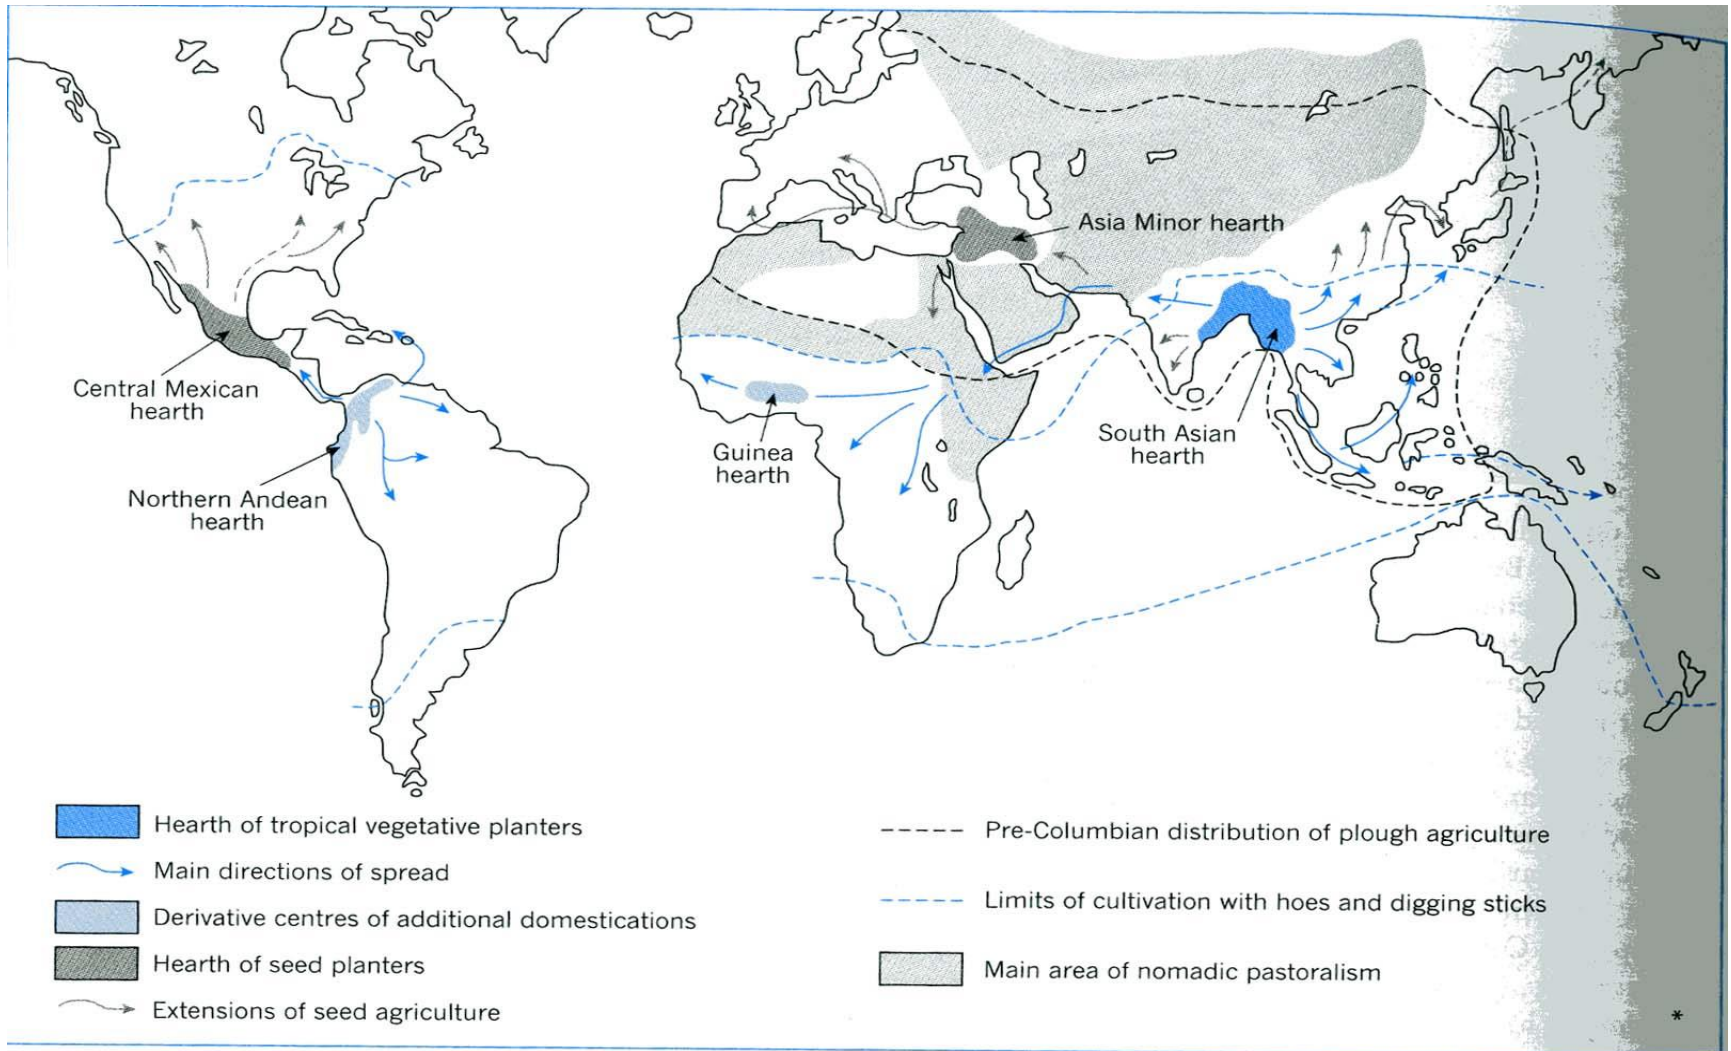 Asia Minor hearth
Central Mexican
hearth
Guinea
hearth
South Asian
hearth
Northern Andean
hearth
Hearth of tropical vegetative planters
Main directions of spread
Derivative centres of additional domestications
Hearth of seed planters
Extensions of seed agriculture
Pre-Columbian distribution of plough agriculture
Limits of cultivation with hoes and digging sticks
Main area of nomadic pastoralism
*